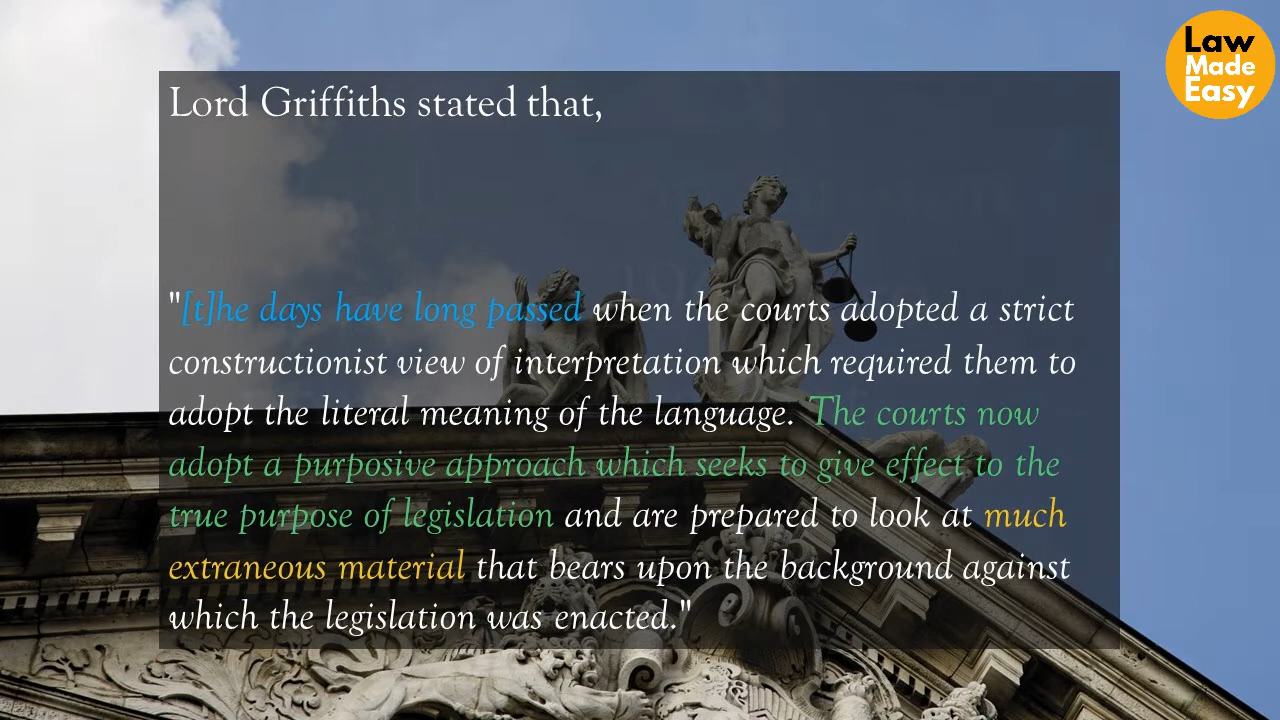 Law
Made
Easy
Lord Griffiths stated that,
"[t]he days have long passed when the courts adopted a strict
constructionist view of interpretation which required them to
adopt the literal meaning of the language. The courts now
adopt a purposive approach which seeks to give effect to the
true purpose of legislation and are prepared to look at much
extraneous material that bears upon the background against
which the legislation was enacted."